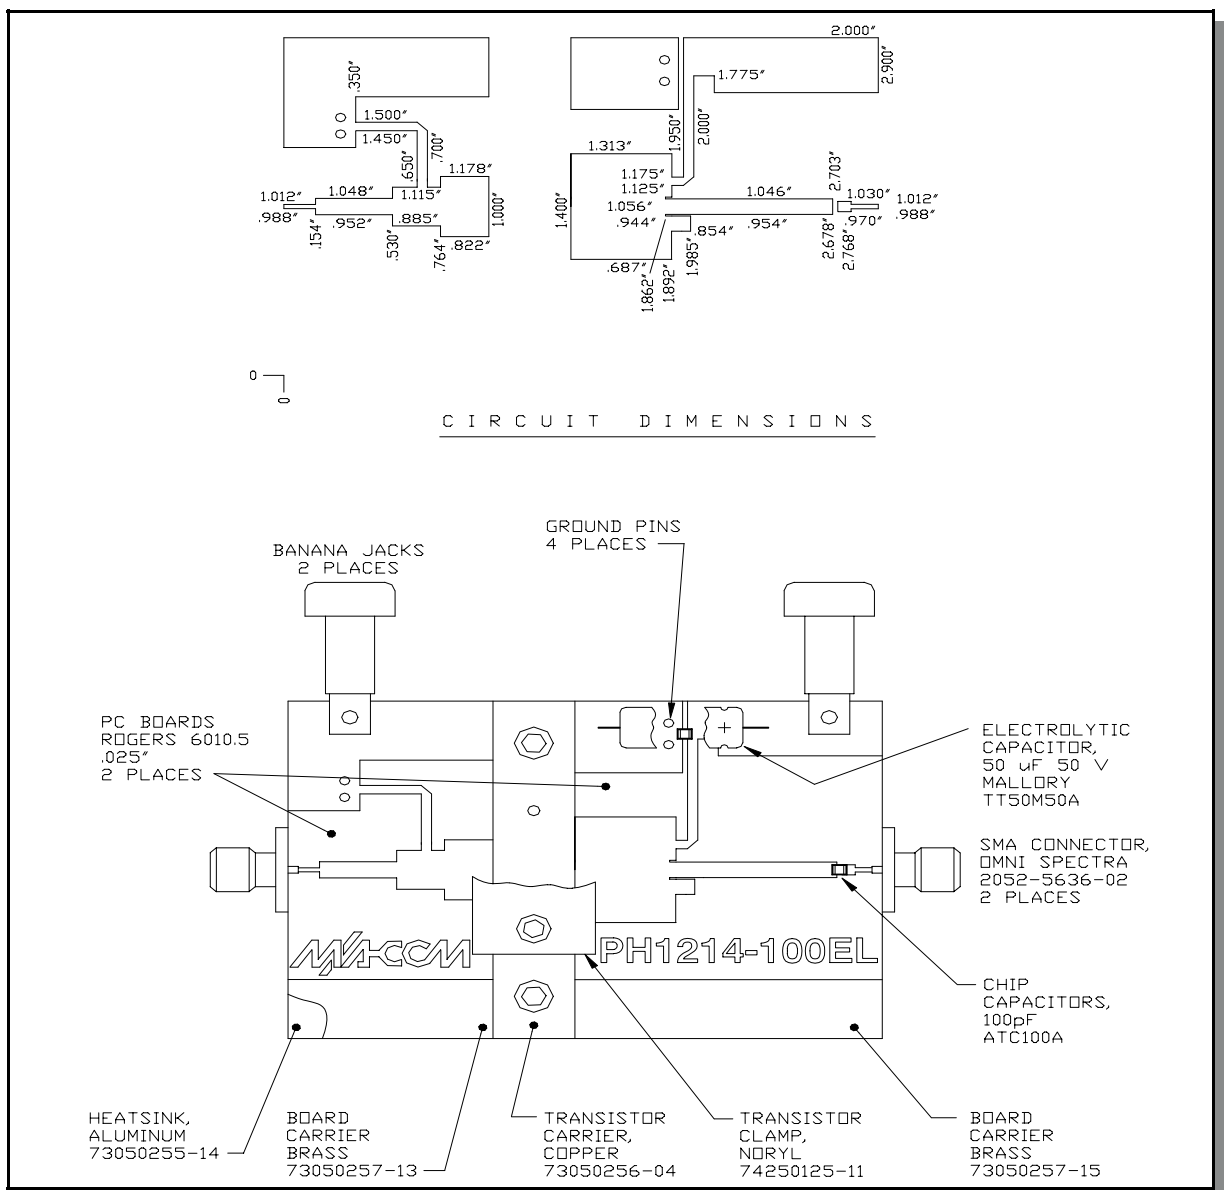 2.000"
.350"
1.775"
2.900"
1.500"
1.450"
.700"
.650"
1.950"
2.000"
1.313"
1.178"
1.175"
1.125"
2.703"
1.012"
1.048"
1.115"
1.000"
1.400"
1.056"
1.046"
1.030"
1.012"
.988"
.952"
.885"
.944"
.854"
.954"
.970"
.988"
.154"
.530"
.764"
.822"
.687"
1.862"
1.892"
1.985"
2.678"
2.768"
0
0
CIRCUIT DIMENSIONS
GROUND PINS
4 PLACES
BANANA JACKS
2 PLACES
PC BOARDS
ROGERS 6010.5
.025"
2 PLACES
ELECTROLYTIC
CAPACITOR,
50 uF 50 V
MALLORY
TT50M50A
SMA CONNECTOR,
OMNI SPECTRA
2052-5636-02
2 PLACES
M/A-COM
PH1214-100EL
CHIP
CAPACITORS,
100pF
ATC100A
HEATSINK,
ALUMINUM
73050255-14
BOARD
CARRIER
BRASS
73050257-13
TRANSISTOR
CARRIER,
COPPER
73050256-04
TRANSISTOR
CLAMP,
NORYL
74250125-11
BOARD
CARRIER
BRASS
73050257-15